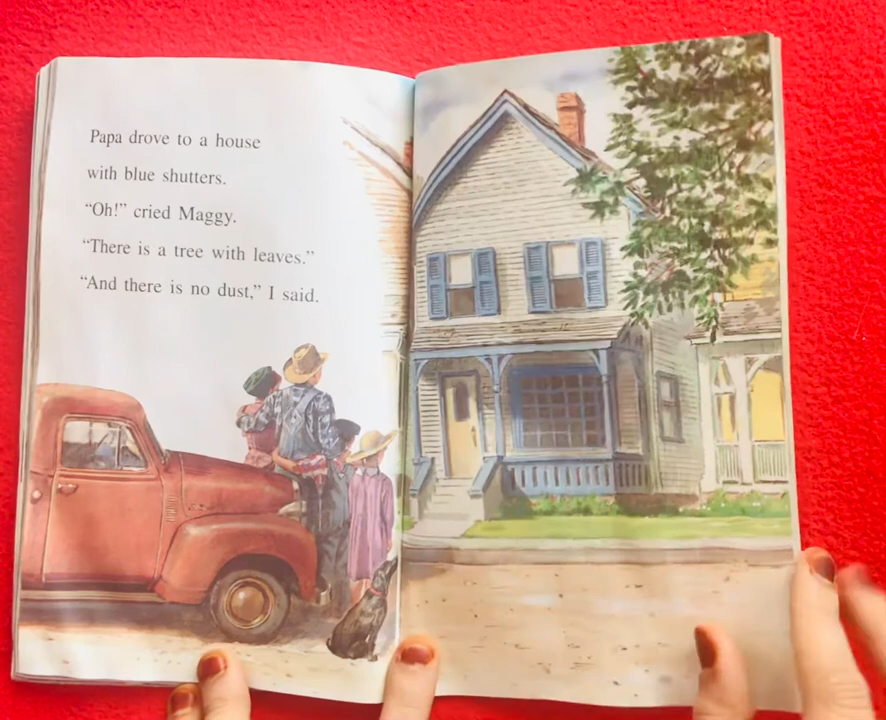 Papa drove to a house
with blue shutters.
“Oh!” cried Maggy.
“There is a tree with leaves.”
“And there is no dust,” I said.